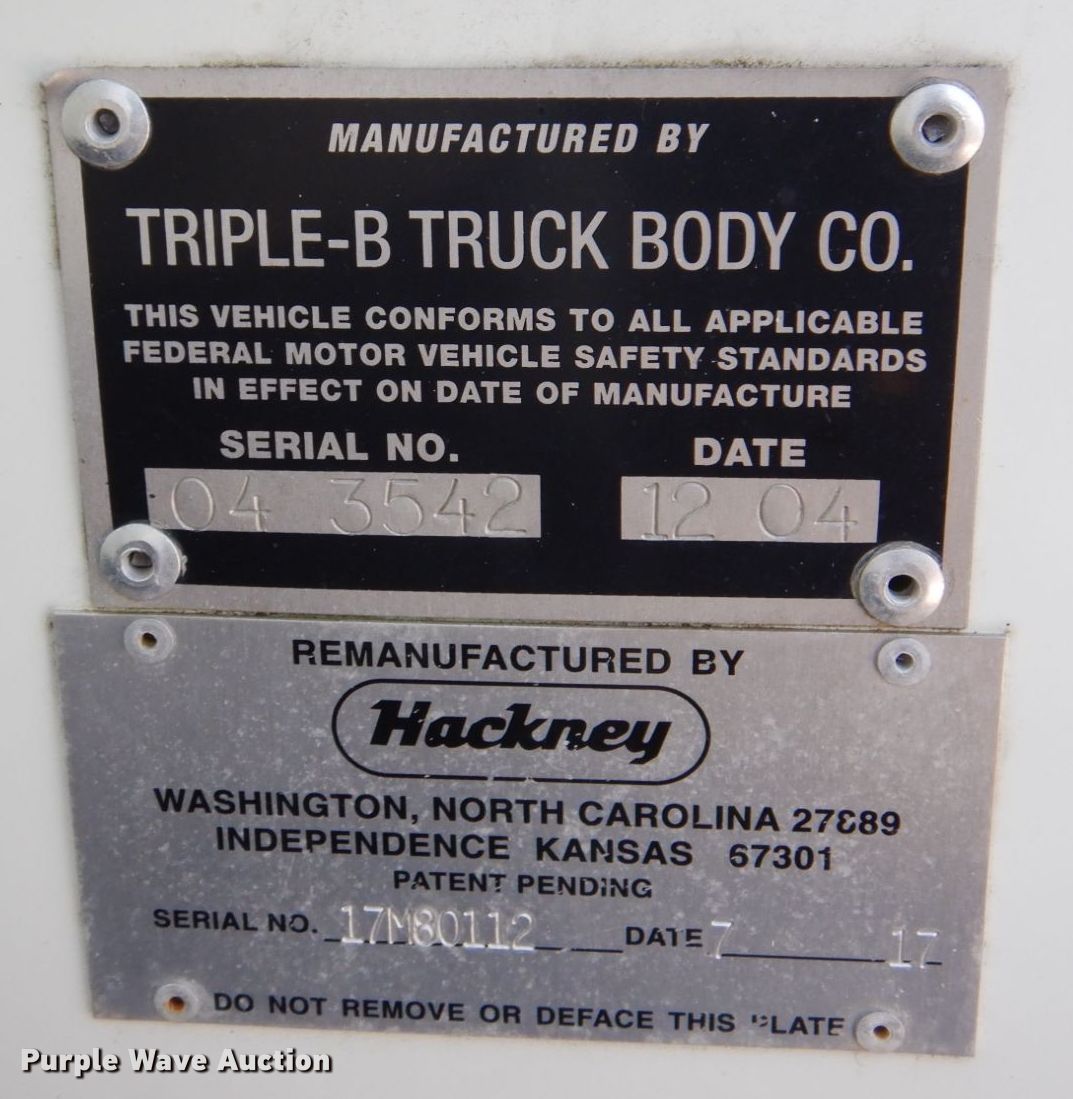 MANUFACTURED BY
TRIPLE-B TRUCK BODY CO.
THIS VEHICLE CONFORMS TO ALL APPLICABLE
FEDERAL MOTOR VEHICLE SAFETY STANDARDS
IN EFFECT ON DATE OF MANUFACTURE
SERIAL NO. DATE
04 3542 12 04
REMANUFACTURED BY
Hackney
WASHINGTON, NORTH CAROLINA 27889
INDEPENDENCE KANSAS 67301
PATENT PENDING
SERIAL NO. 17M80112 DATE 7 17
DO NOT REMOVE OR DEFACE THIS PLATE
Purple Wave Auction